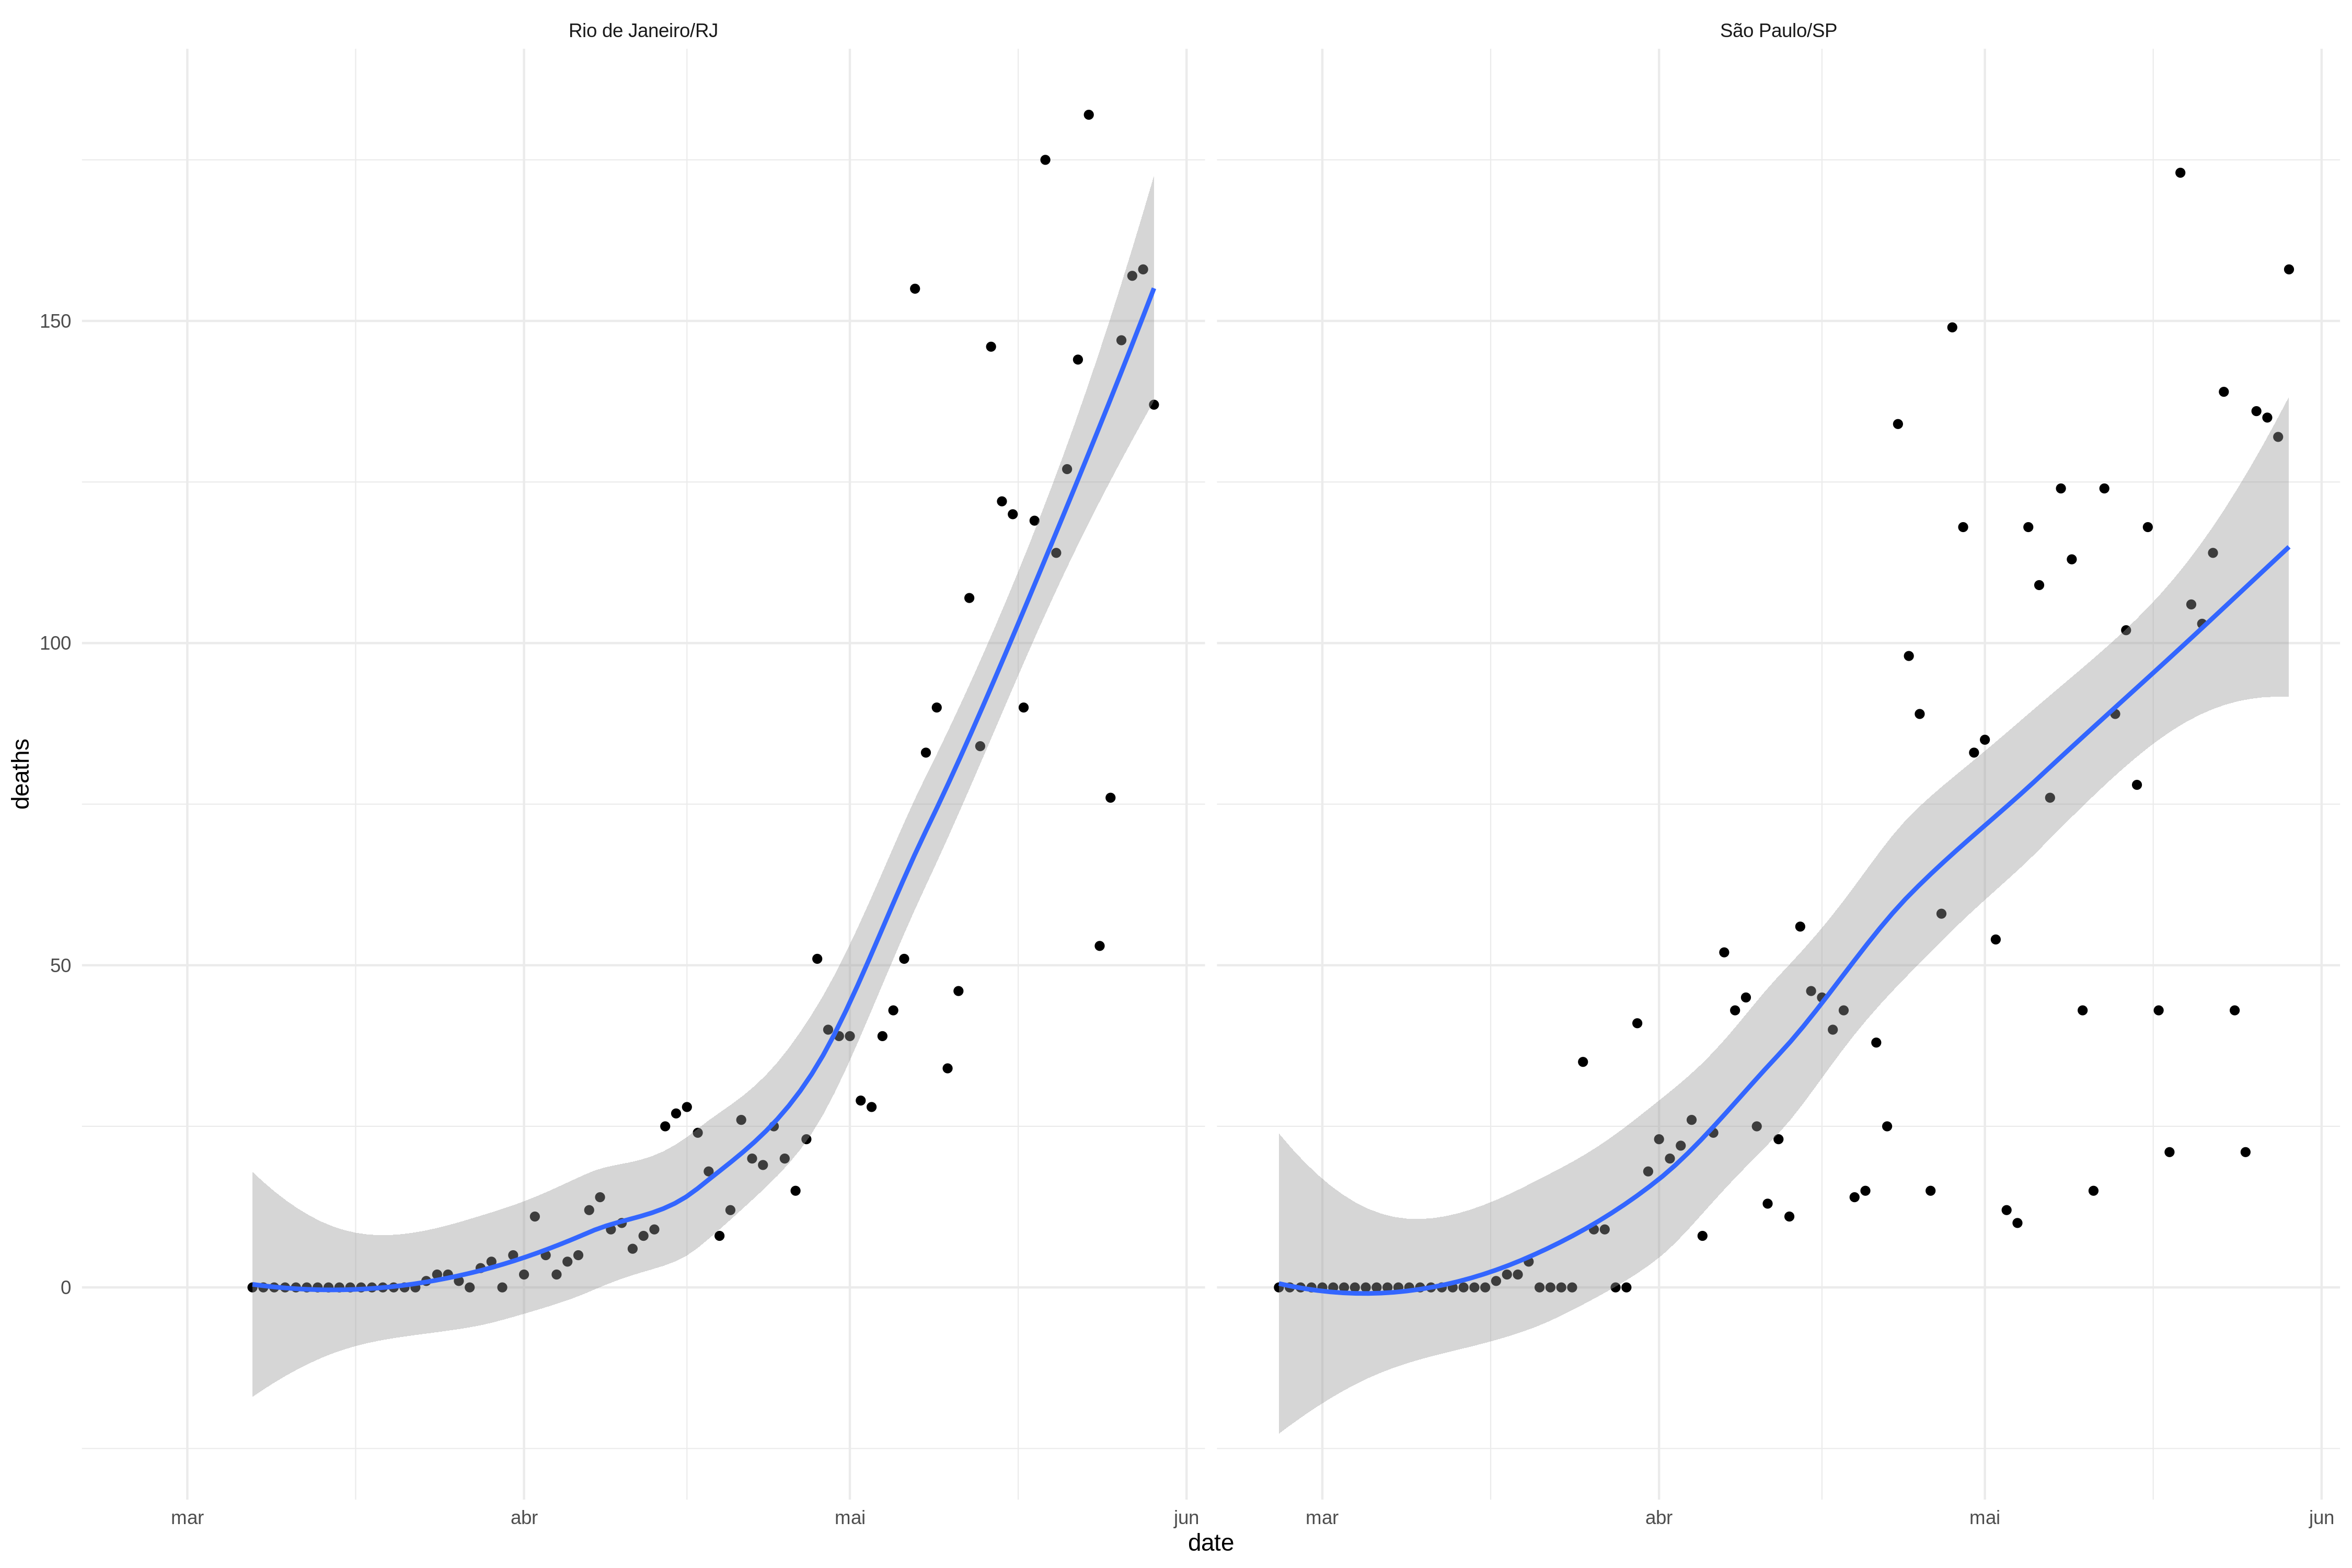 Rio de Janeiro/RJ
São Paulo/SP
150
100
50
0
deaths
mar
abr
mai
jun
mar
abr
mai
jun
date